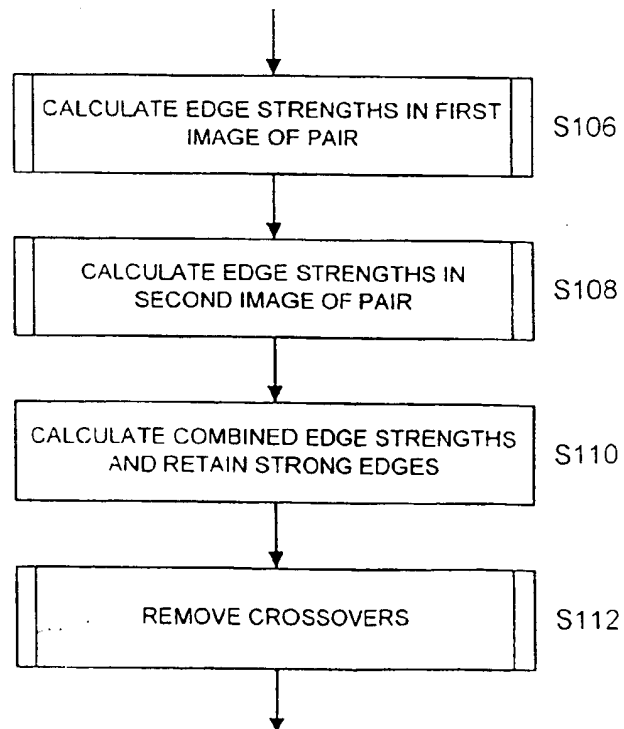 CALCULATE EDGE STRENGTHS IN FIRST
IMAGE OF PAIR
S106
CALCULATE EDGE STRENGTHS IN
SECOND IMAGE OF PAIR
S108
CALCULATE COMBINED EDGE STRENGTHS
AND RETAIN STRONG EDGES
S110
REMOVE CROSSOVERS
S112